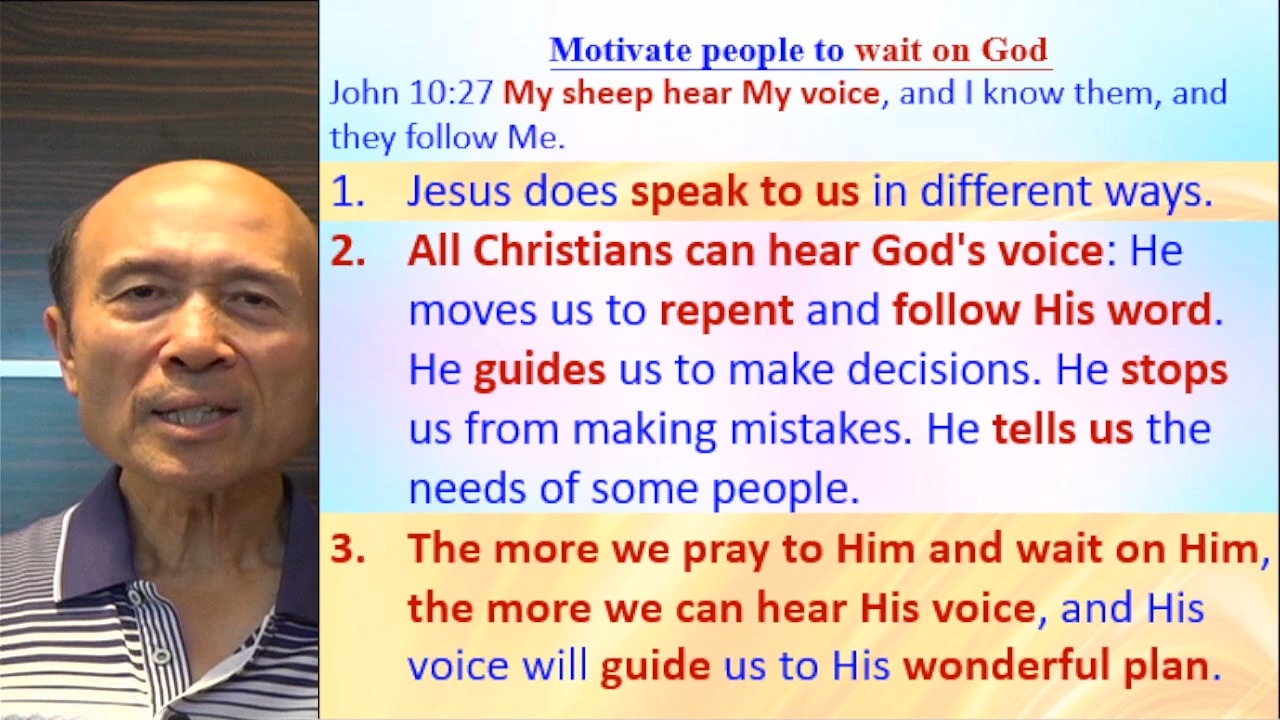 Motivate people to wait on God
John 10:27 My sheep hear My voice, and I know them, and
they follow Me.
1. Jesus does speak to us in different ways.
2. All Christians can hear God's voice: He
moves us to repent and follow His word.
He guides us to make decisions. He stops
us from making mistakes. He tells us the
needs of some people.
3. The more we pray to Him and wait on Him,
the more we can hear His voice, and His
voice will guide us to His wonderful plan.